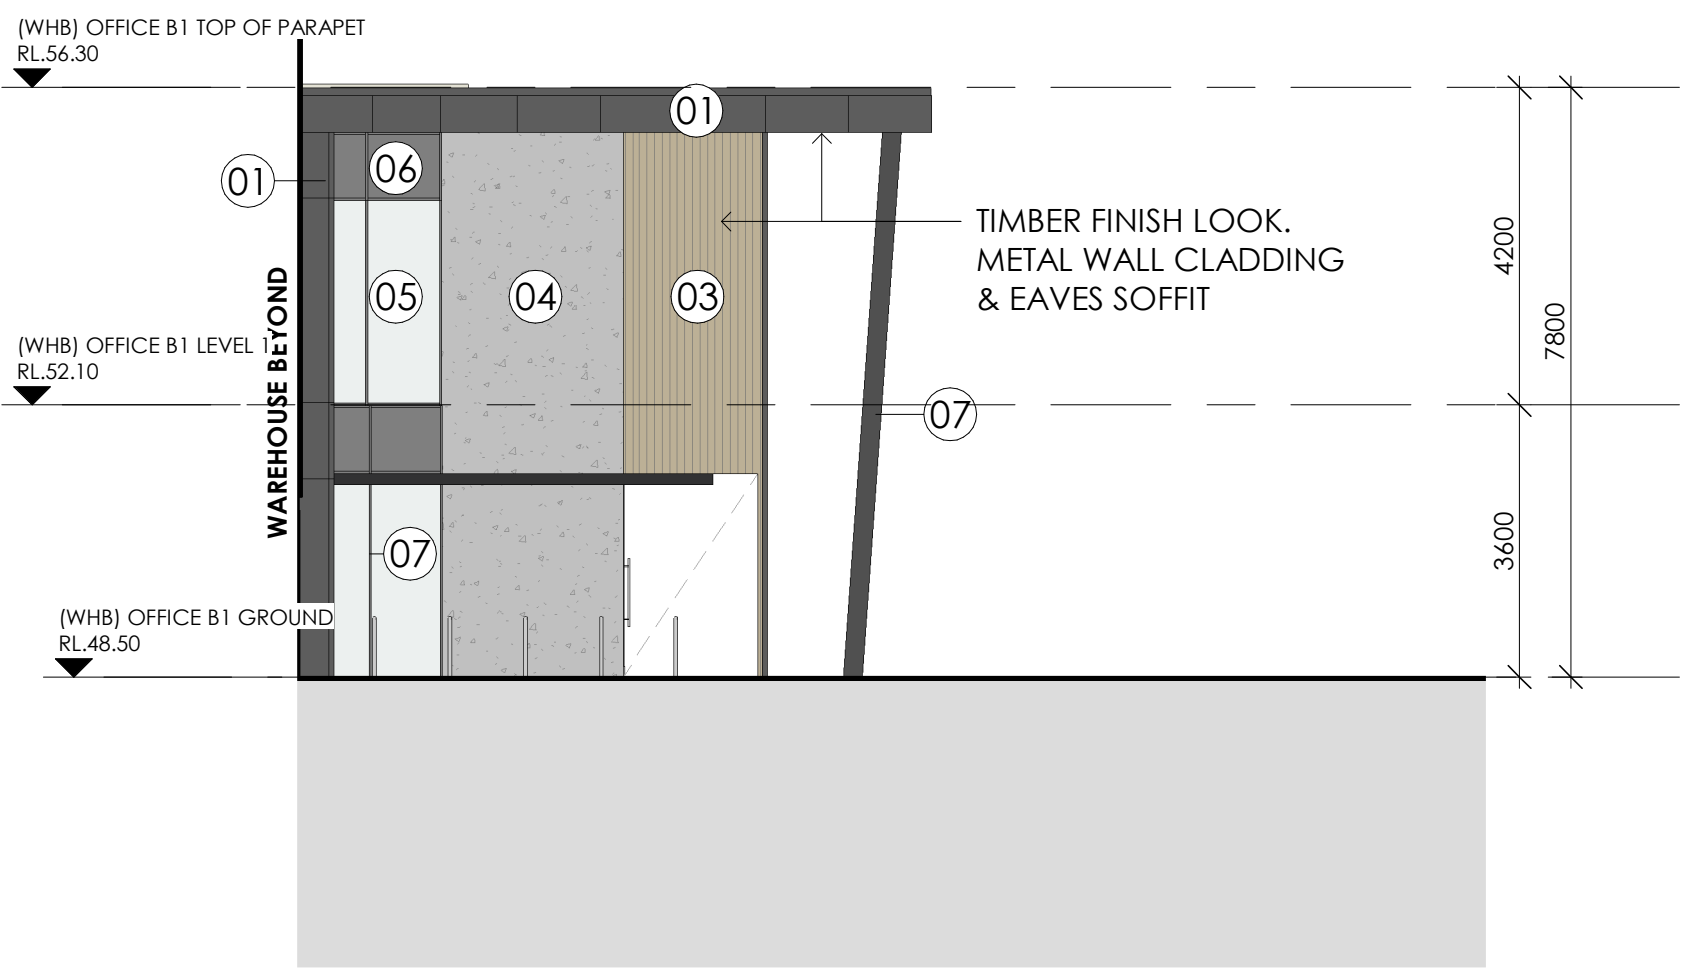 (WHB) OFFICE B1 TOP OF PARAPET
RL.56.30
01
01
06
TIMBER FINISH LOOK.
METAL WALL CLADDING
& EAVES SOFFIT
4200
7800
05
04
03
(WHB) OFFICE B1 LEVEL 1
RL.52.10
WAREHOUSE BEYOND
07
07
3600
(WHB) OFFICE B1 GROUND
RL.48.50